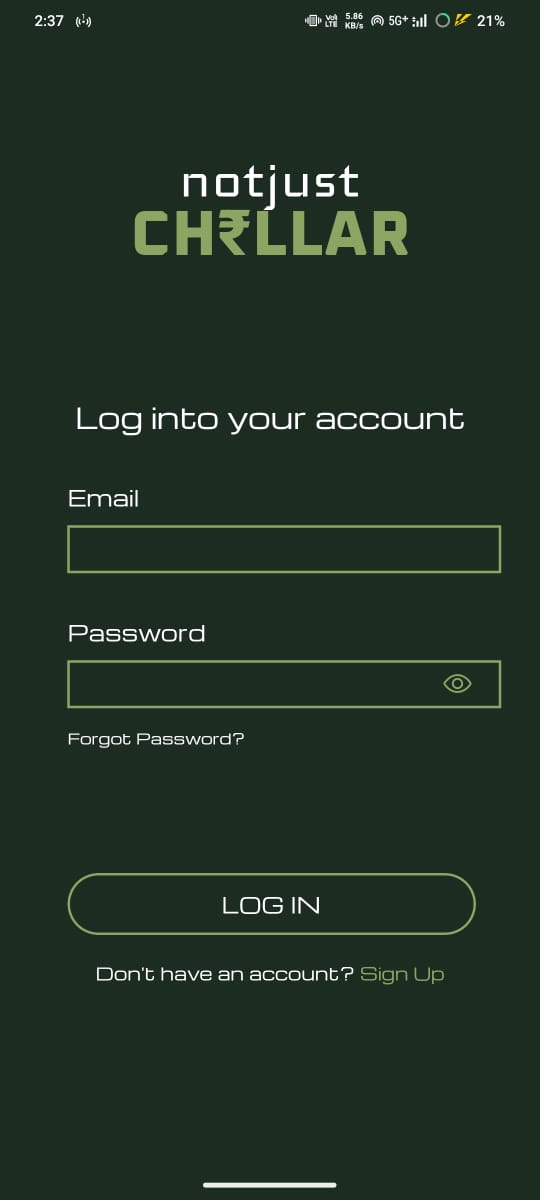 2:37 Vo) LTE 5.86 KB/s 5G+ 21%
notjust
CH₹LLAR
Log into your account
Email
Password
Forgot Password?
LOG IN
Don't have an account? Sign Up